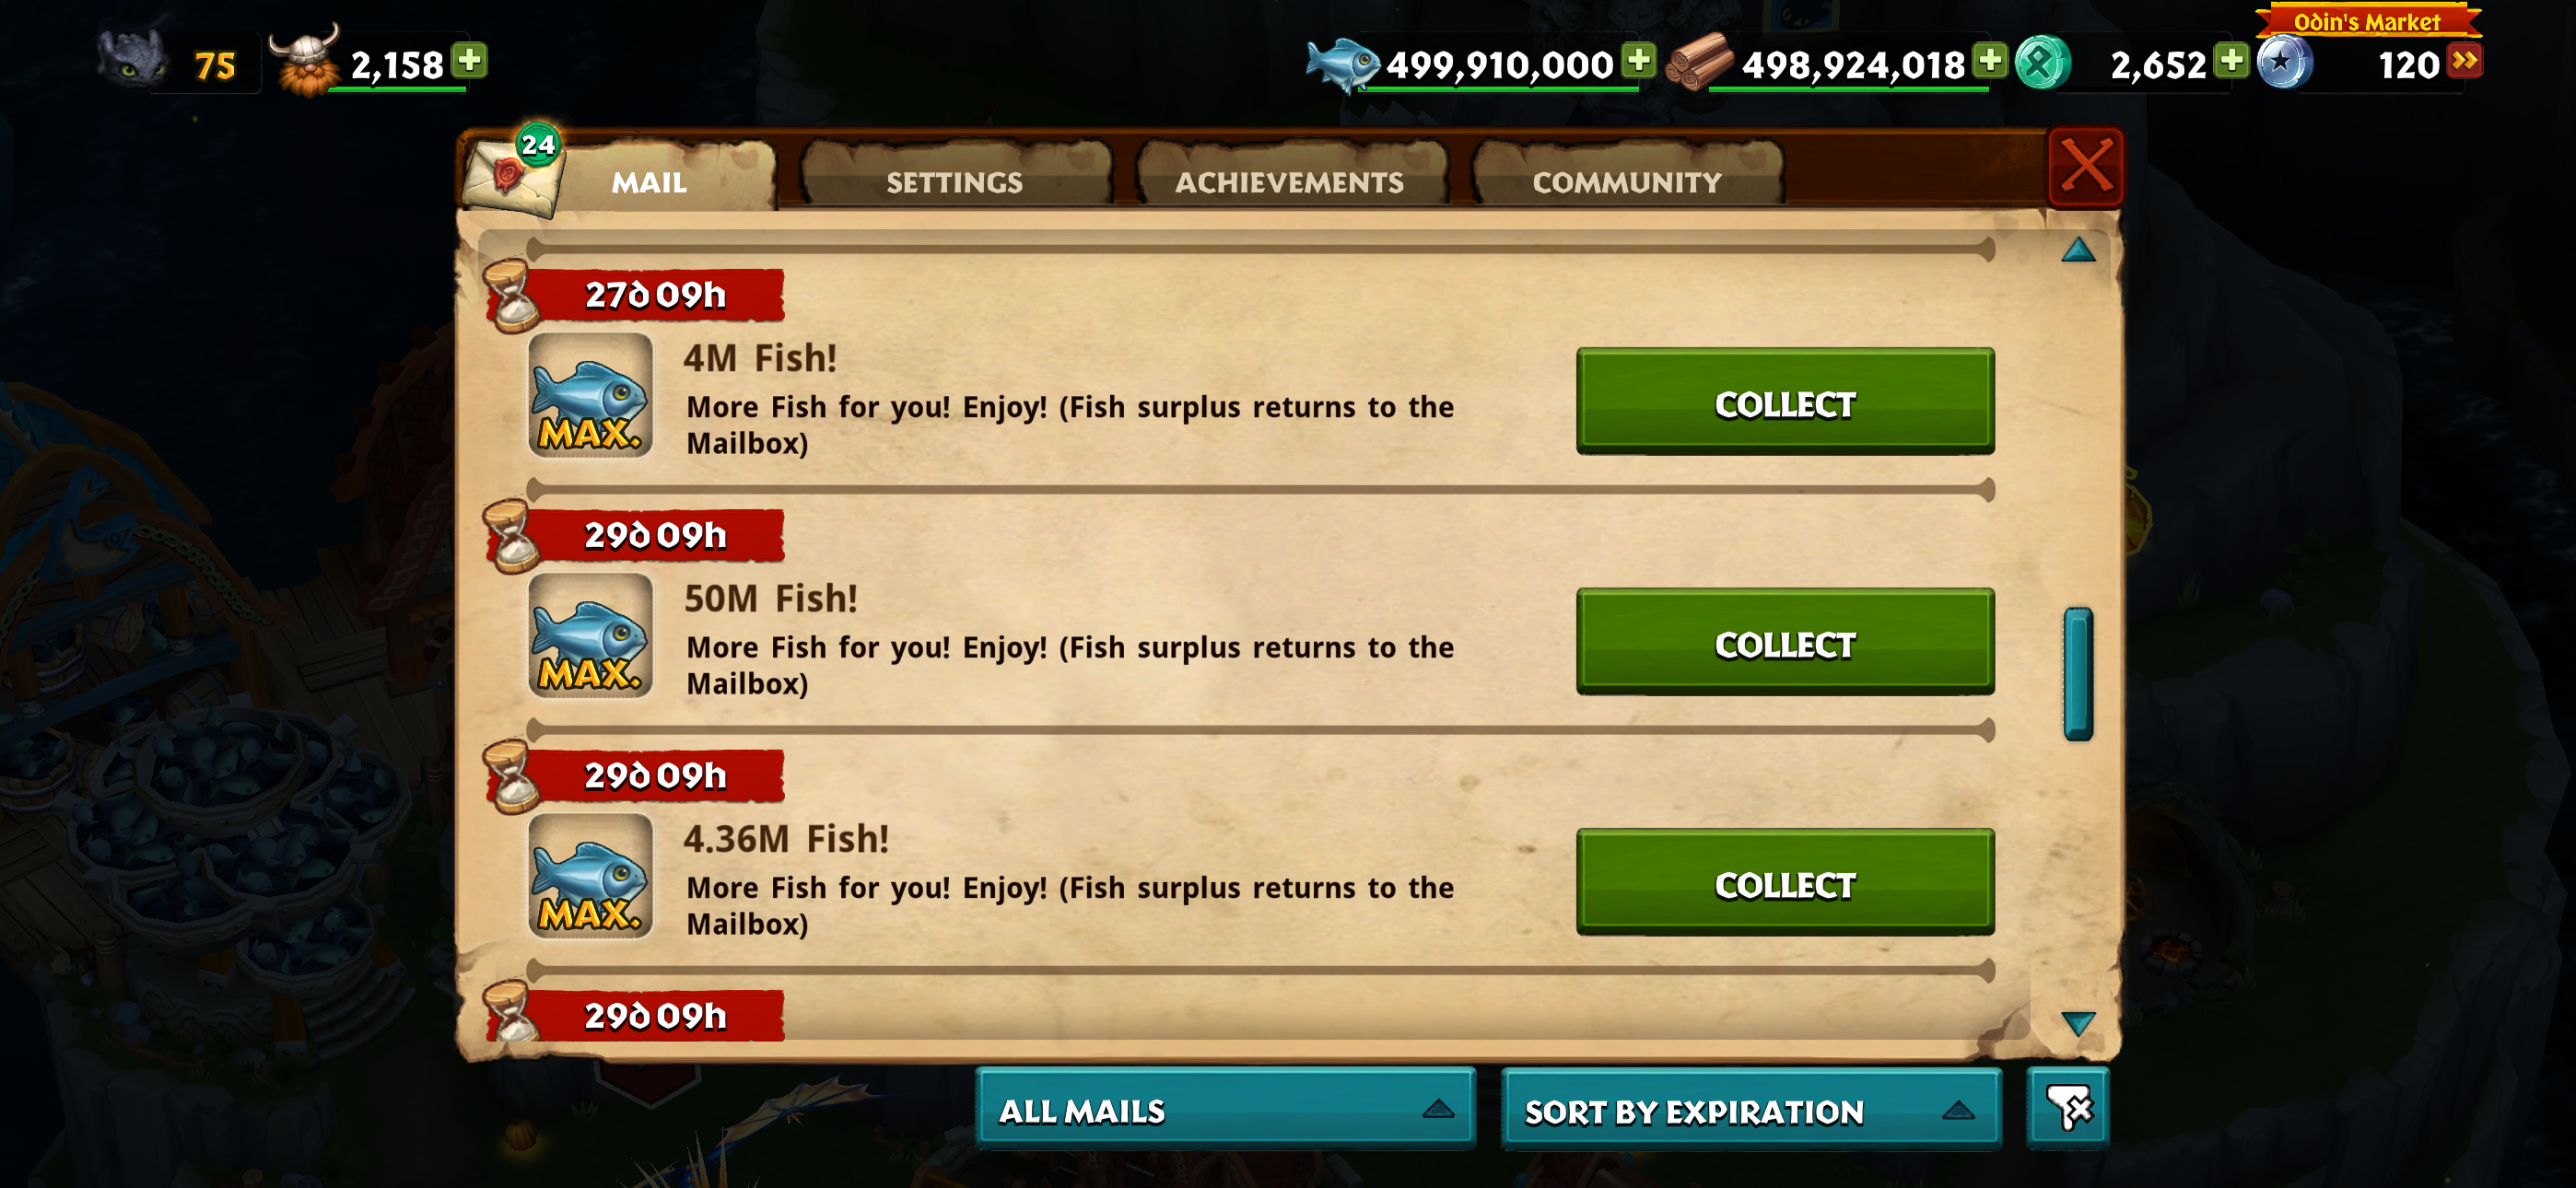 Odin's Market
75
2,158
499,910,000
498,924,018
2,652
120
24
MAIL
SETTINGS
ACHIEVEMENTS
COMMUNITY
27d 09h
4M Fish!
More Fish for you! Enjoy! (Fish surplus returns to the
Mailbox)
MAX.
COLLECT
29d 09h
50M Fish!
More Fish for you! Enjoy! (Fish surplus returns to the
Mailbox)
MAX.
COLLECT
29d 09h
4.36M Fish!
More Fish for you! Enjoy! (Fish surplus returns to the
Mailbox)
MAX.
COLLECT
29d 09h
ALL MAILS
SORT BY EXPIRATION